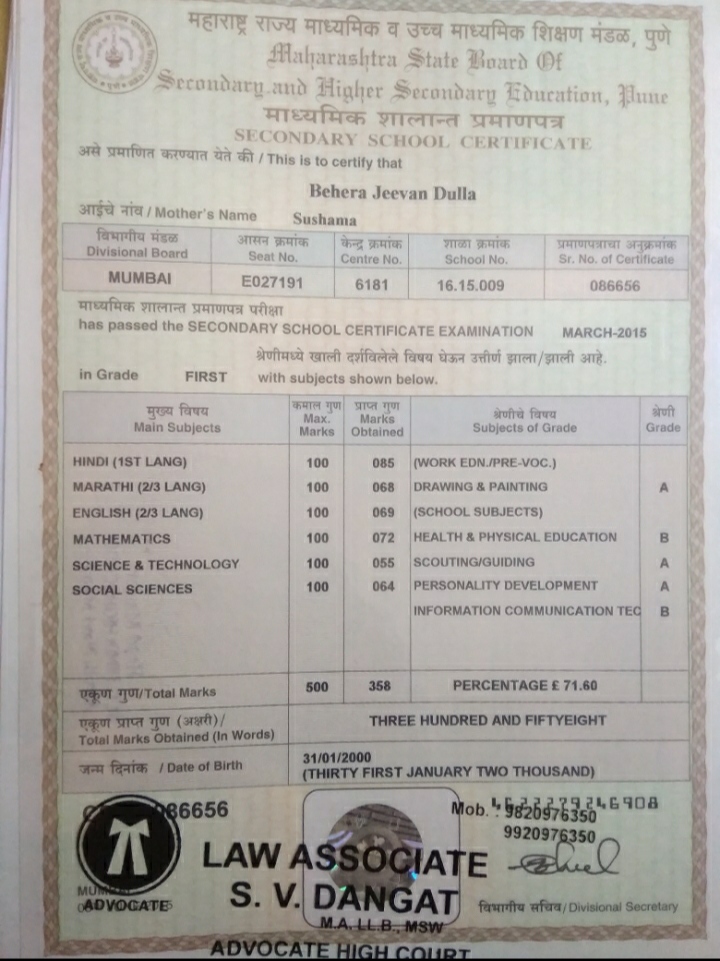 महाराष्ट्र राज्य माध्यमिक व उच्च माध्यमिक शिक्षण मंडळ, पुणे
Maharashtra State Board Of
Secondary and Higher Secondary Education, Pune
माध्यमिक शालान्त प्रमाणपत्र
SECONDARY SCHOOL CERTIFICATE
असे प्रमाणित करण्यात येते की / This is to certify that
Behera Jeevan Dulla
आईचे नांव / Mother's Name Sushama
विभागीय मंडळ आसन क्रमांक केन्द्र क्रमांक शाळा क्रमांक प्रमाणपत्राचा अनुक्रमांक
Divisional Board Seat No. Centre No. School No. Sr. No. of Certificate
MUMBAI E027191 6181 16.15.009 086656
माध्यमिक शालान्त प्रमाणपत्र परीक्षा
has passed the SECONDARY SCHOOL CERTIFICATE EXAMINATION MARCH-2015
श्रेणीमध्ये खाली दर्शविलेले विषय घेऊन उत्तीर्ण झाला/झाली आहे.
in Grade FIRST with subjects shown below.
मुख्य विषय कमाल गुण प्राप्त गुण श्रेणीचे विषय श्रेणी
Main Subjects Max. Marks Marks Obtained Subjects of Grade Grade
HINDI (1ST LANG) 100 085 (WORK EDN./PRE-VOC.)
MARATHI (2/3 LANG) 100 068 DRAWING & PAINTING A
ENGLISH (2/3 LANG) 100 069 (SCHOOL SUBJECTS)
MATHEMATICS 100 072 HEALTH & PHYSICAL EDUCATION B
SCIENCE & TECHNOLOGY 100 055 SCOUTING/GUIDING A
SOCIAL SCIENCES 100 064 PERSONALITY DEVELOPMENT A
INFORMATION COMMUNICATION TEC B
एकूण गुण/Total Marks 500 358 PERCENTAGE £ 71.60
एकूण प्राप्त गुण (अक्षरी)/
Total Marks Obtained (In Words) THREE HUNDRED AND FIFTYEIGHT
जन्म दिनांक / Date of Birth 31/01/2000
(THIRTY FIRST JANUARY TWO THOUSAND)
086656 Mob. : 9820976350
9920976350
LAW ASSOCIATE
ADVOCATE S. V. DANGAT विभागीय सचिव/Divisional Secretary
M.A. LL.B., MSW
ADVOCATE HIGH COURT